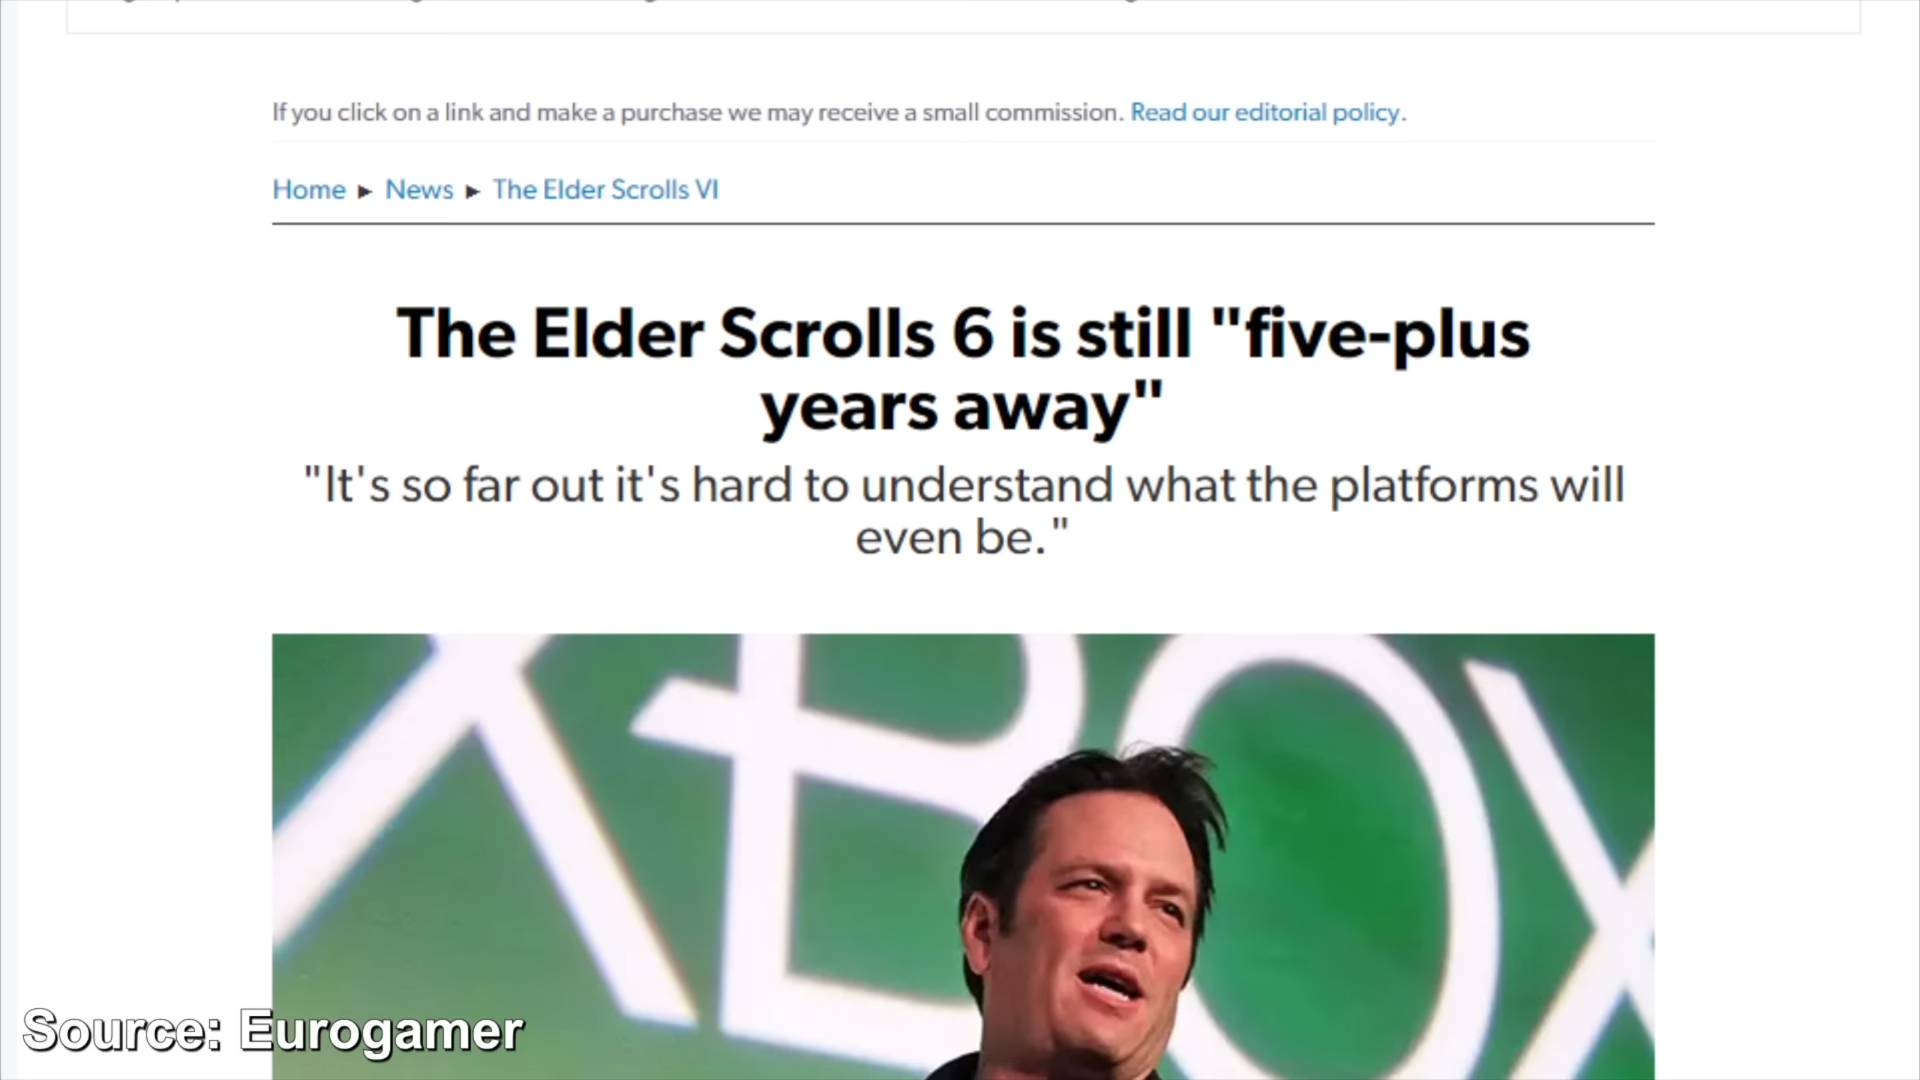 If you click on a link and make a purchase we may receive a small commission. Read our editorial policy.
Home ► News ► The Elder Scrolls VI
The Elder Scrolls 6 is still "five-plus
years away"
"It's so far out it's hard to understand what the platforms will
even be."
XBOX
Source: Eurogamer